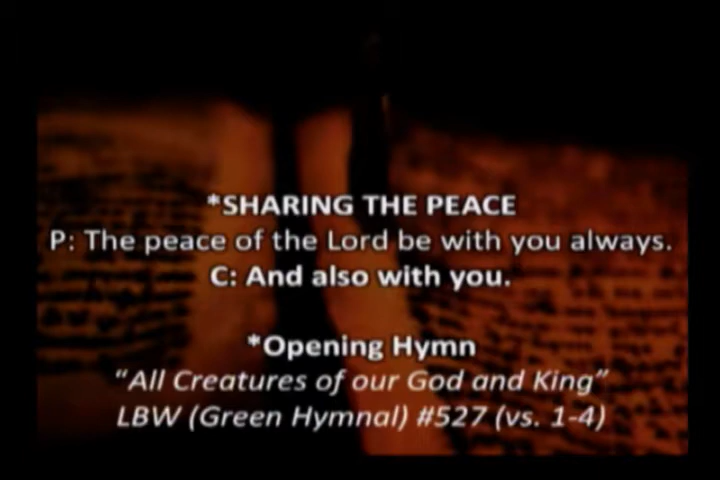 *SHARING THE PEACE
P: The peace of the Lord be with you always.
C: And also with you.
*Opening Hymn
“All Creatures of our God and King”
LBW (Green Hymnal) #527 (vs. 1-4)